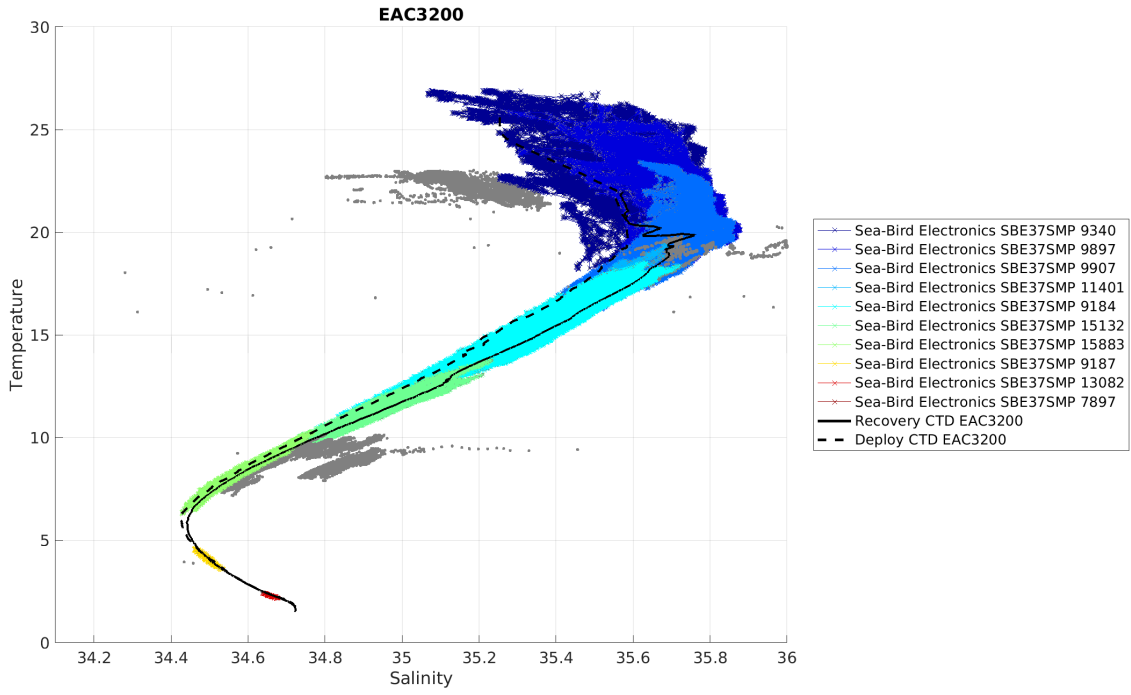 EAC3200
30
25
20
15
10
5
0
Temperature
34.2 34.4 34.6 34.8 35 35.2 35.4 35.6 35.8 36
Salinity
Sea-Bird Electronics SBE37SMP 9340
Sea-Bird Electronics SBE37SMP 9897
Sea-Bird Electronics SBE37SMP 9907
Sea-Bird Electronics SBE37SMP 11401
Sea-Bird Electronics SBE37SMP 9184
Sea-Bird Electronics SBE37SMP 15132
Sea-Bird Electronics SBE37SMP 15883
Sea-Bird Electronics SBE37SMP 9187
Sea-Bird Electronics SBE37SMP 13082
Sea-Bird Electronics SBE37SMP 7897
Recovery CTD EAC3200
Deploy CTD EAC3200